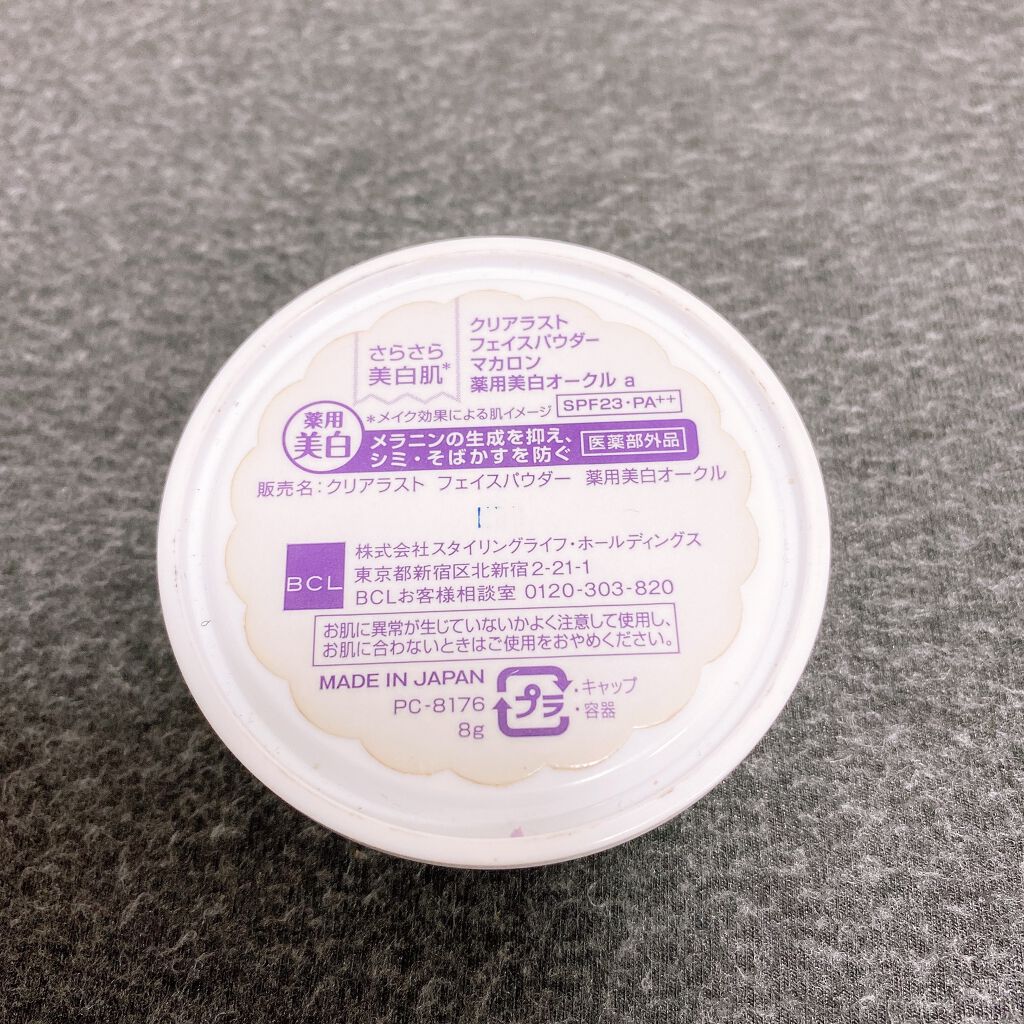 さらさら
美白肌*
クリアラスト
フェイスパウダー
マカロン
薬用美白オークル a
*メイク効果による肌イメージ
SPF23・PA++
薬用
美白
メラニンの生成を抑え、
シミ・そばかすを防ぐ
医薬部外品
販売名：クリアラスト フェイスパウダー 薬用美白オークル
BCL
株式会社スタイリングライフ・ホールディングス
東京都新宿区北新宿2-21-1
BCLお客様相談室 0120-303-820
お肌に異常が生じていないかよく注意して使用し、
お肌に合わないときはご使用をおやめください。
MADE IN JAPAN
PC-8176
8g
プラ
・キャップ
・容器